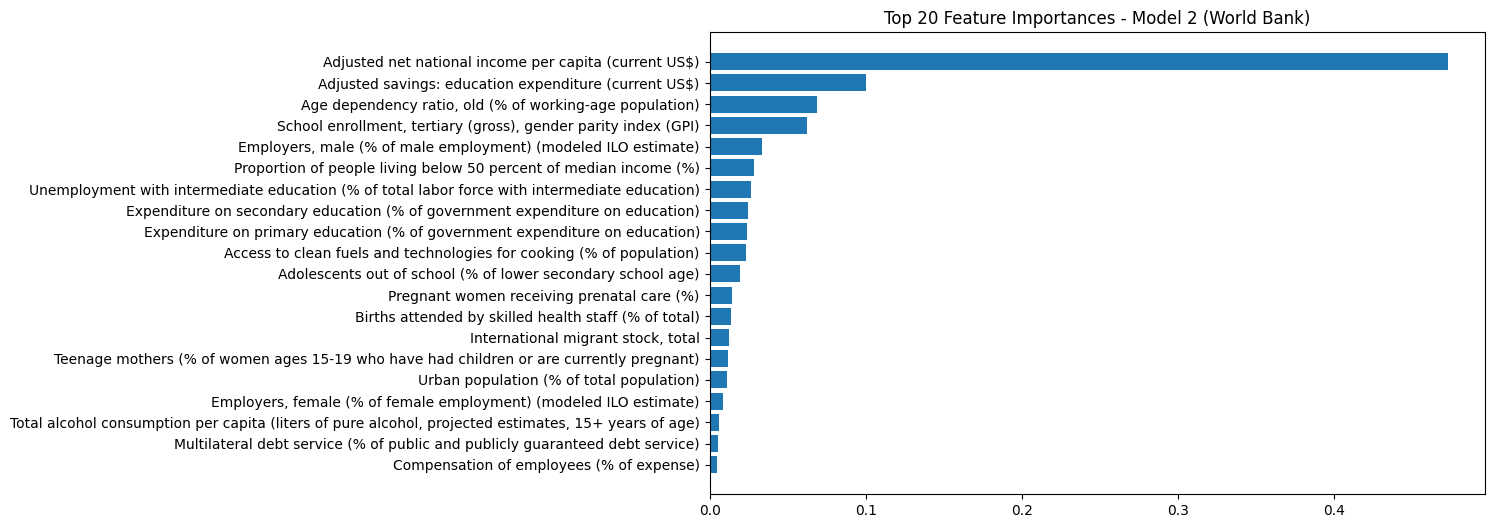 Top 20 Feature Importances - Model 2 (World Bank)
Adjusted net national income per capita (current US$)
Adjusted savings: education expenditure (current US$)
Age dependency ratio, old (% of working-age population)
School enrollment, tertiary (gross), gender parity index (GPI)
Employers, male (% of male employment) (modeled ILO estimate)
Proportion of people living below 50 percent of median income (%)
Unemployment with intermediate education (% of total labor force with intermediate education)
Expenditure on secondary education (% of government expenditure on education)
Expenditure on primary education (% of government expenditure on education)
Access to clean fuels and technologies for cooking (% of population)
Adolescents out of school (% of lower secondary school age)
Pregnant women receiving prenatal care (%)
Births attended by skilled health staff (% of total)
International migrant stock, total
Teenage mothers (% of women ages 15-19 who have had children or are currently pregnant)
Urban population (% of total population)
Employers, female (% of female employment) (modeled ILO estimate)
Total alcohol consumption per capita (liters of pure alcohol, projected estimates, 15+ years of age)
Multilateral debt service (% of public and publicly guaranteed debt service)
Compensation of employees (% of expense)
0.0 0.1 0.2 0.3 0.4